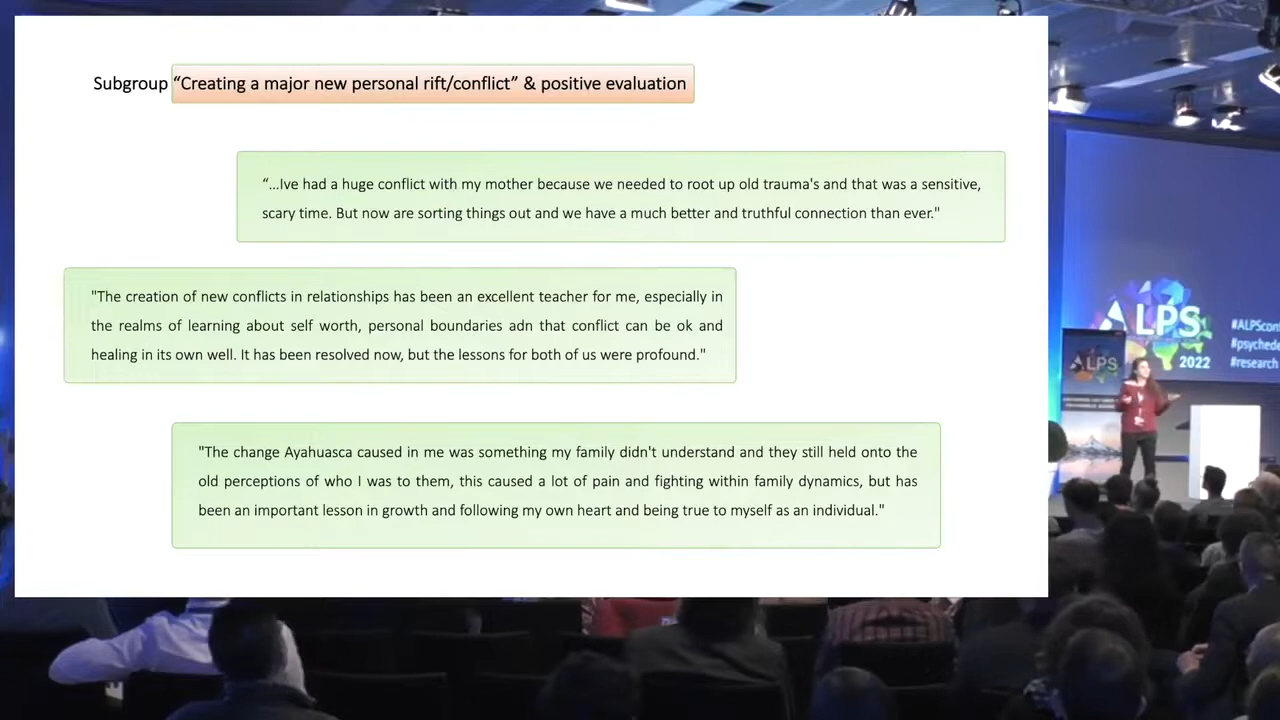 Subgroup “Creating a major new personal rift/conflict” & positive evaluation
“...Ive had a huge conflict with my mother because we needed to root up old trauma's and that was a sensitive,
scary time. But now are sorting things out and we have a much better and truthful connection than ever."
"The creation of new conflicts in relationships has been an excellent teacher for me, especially in
the realms of learning about self worth, personal boundaries adn that conflict can be ok and
healing in its own well. It has been resolved now, but the lessons for both of us were profound."
"The change Ayahuasca caused in me was something my family didn't understand and they still held onto the
old perceptions of who I was to them, this caused a lot of pain and fighting within family dynamics, but has
been an important lesson in growth and following my own heart and being true to myself as an individual."
ALPS
2022
#ALPScon
#psychede
#research
ALPS